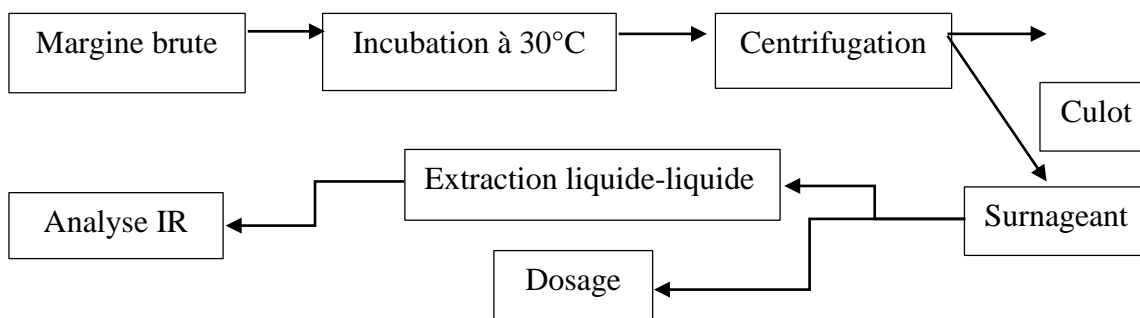 Margine brute
Incubation à 30°C
Centrifugation
Culot
Extraction liquide-liquide
Analyse IR
Surnageant
Dosage